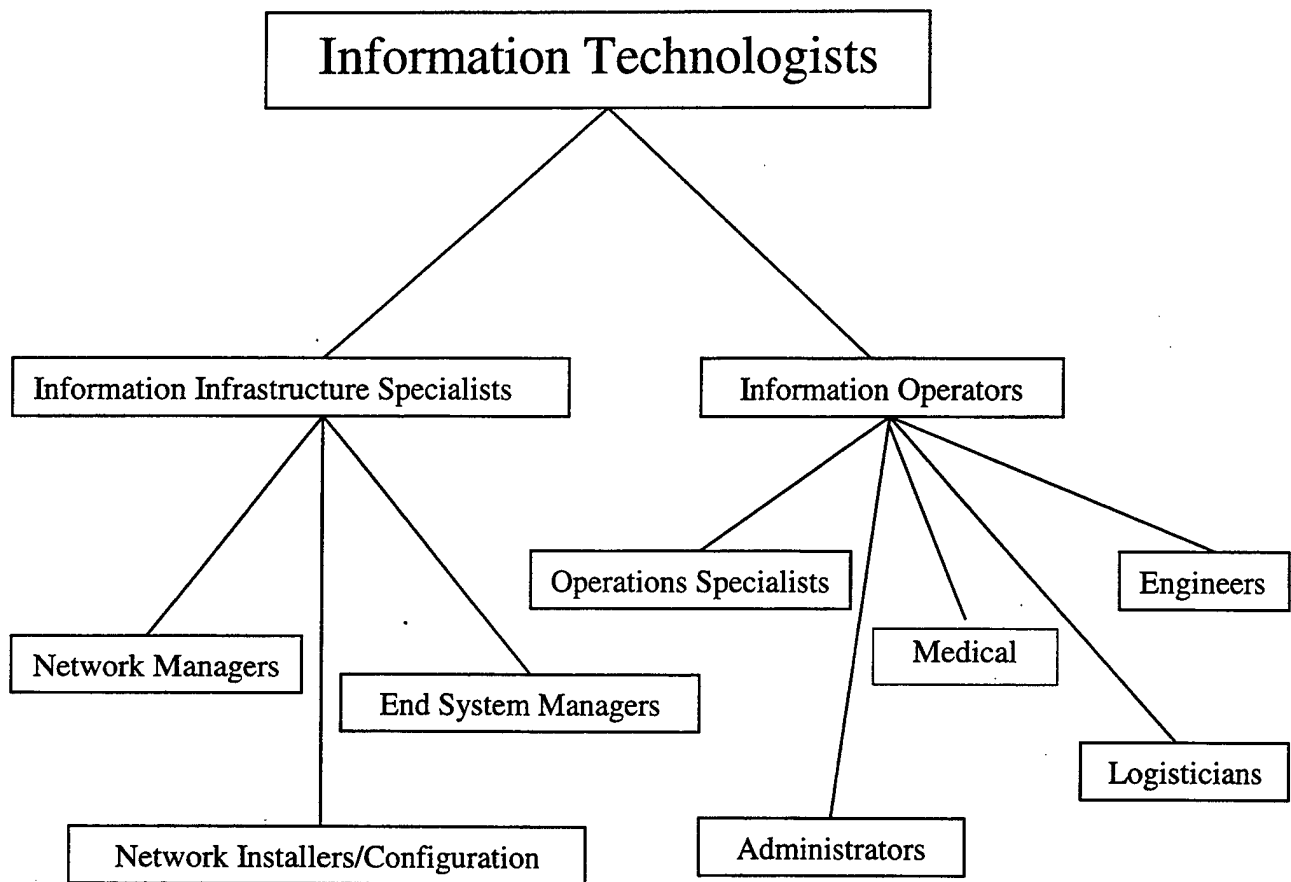 Information Technologists
Information Infrastructure Specialists
Information Operators
Operations Specialists
Engineers
Network Managers
Medical
End System Managers
Logisticians
Network Installers/Configuration
Administrators